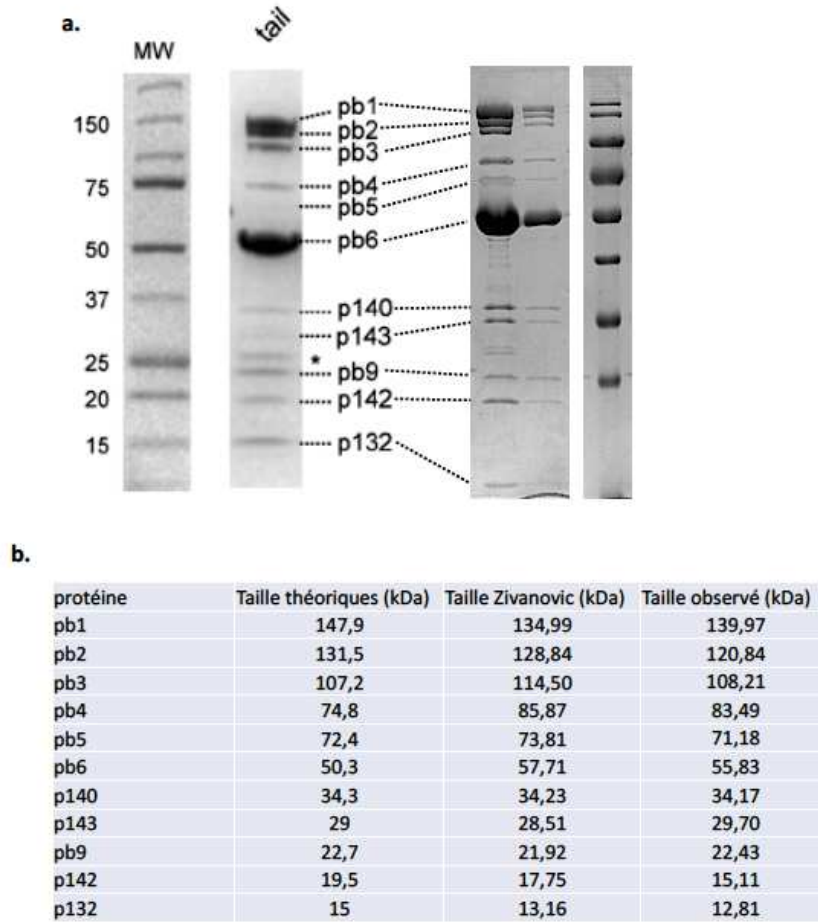 a.
MW
tail
150
75
50
37
25
20
15
pb1
pb2
pb3
pb4
pb5
pb6
p140
p143
*
pb9
p142
p132
b.
protéine Taille théoriques (kDa) Taille Zivanovic (kDa) Taille observé (kDa)
pb1 147,9 134,99 139,97
pb2 131,5 128,84 120,84
pb3 107,2 114,50 108,21
pb4 74,8 85,87 83,49
pb5 72,4 73,81 71,18
pb6 50,3 57,71 55,83
p140 34,3 34,23 34,17
p143 29 28,51 29,70
pb9 22,7 21,92 22,43
p142 19,5 17,75 15,11
p132 15 13,16 12,81